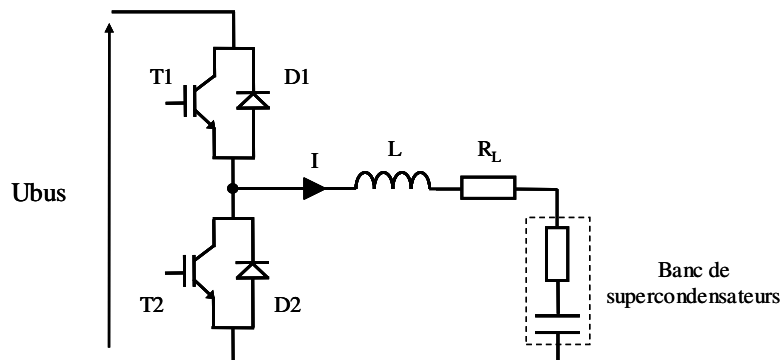 T1
D1
I
L
R_L
Ubus
T2
D2
Banc de
supercondensateurs